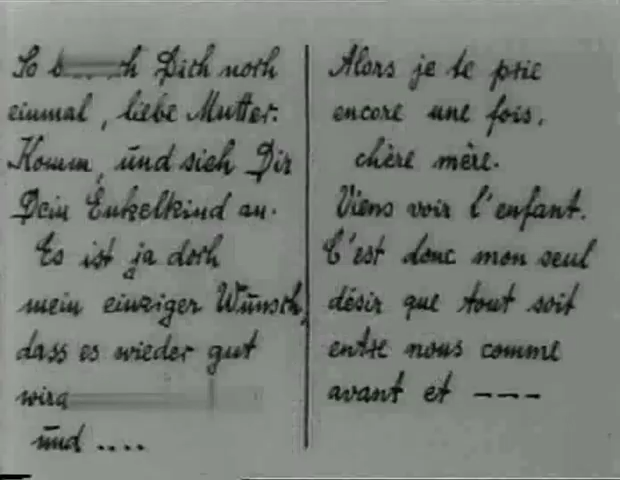 So Dich noch
einmal, liebe Mutter.
Komm, und sieh Dir
Dein Enkelkind an.
Es ist ja doch
mein einziger Wunsch,
dass es wieder gut
wird
und ....
Alors je te prie
encore une fois,
chère mère.
Viens voir l'enfant.
C'est donc mon seul
désir que tout soit
entre nous comme
avant et ---